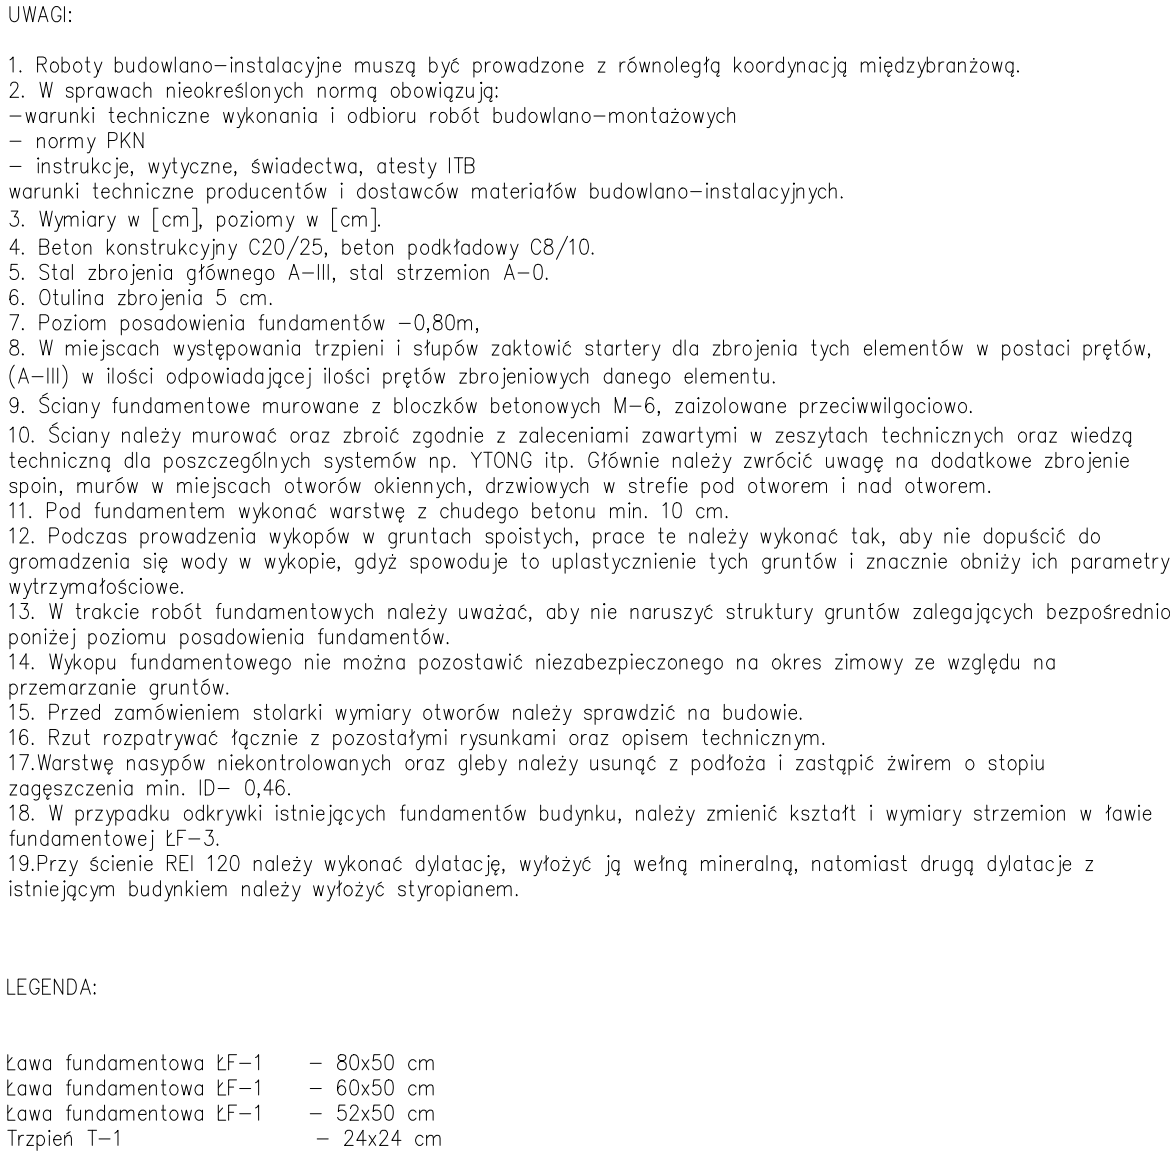 UWAGI:
1. Roboty budowlano-instalacyjne muszą być prowadzone z równoległą koordynacją międzybranżową.
2. W sprawach nieokreślonych normą obowiązują:
-warunki techniczne wykonania i odbioru robót budowlano-montażowych
- normy PKN
- instrukcje, wytyczne, świadectwa, atesty ITB
warunki techniczne producentów i dostawców materiałów budowlano-instalacyjnych.
3. Wymiary w [cm], poziomy w [cm].
4. Beton konstrukcyjny C20/25, beton podkładowy C8/10.
5. Stal zbrojenia głównego A-III, stal strzemion A-0.
6. Otulina zbrojenia 5 cm.
7. Poziom posadowienia fundamentów -0,80m,
8. W miejscach występowania trzpieni i słupów zaktowić startery dla zbrojenia tych elementów w postaci prętów,
(A-III) w ilości odpowiadającej ilości prętów zbrojeniowych danego elementu.
9. Ściany fundamentowe murowane z bloczków betonowych M-6, zaizolowane przeciwwilgociowo.
10. Ściany należy murować oraz zbroić zgodnie z zaleceniami zawartymi w zeszytach technicznych oraz wiedzą
techniczną dla poszczególnych systemów np. YTONG itp. Głównie należy zwrócić uwagę na dodatkowe zbrojenie
spoin, murów w miejscach otworów okiennych, drzwiowych w strefie pod otworem i nad otworem.
11. Pod fundamentem wykonać warstwę z chudego betonu min. 10 cm.
12. Podczas prowadzenia wykopów w gruntach spoistych, prace te należy wykonać tak, aby nie dopuścić do
gromadzenia się wody w wykopie, gdyż spowoduje to uplastycznienie tych gruntów i znacznie obniży ich parametry
wytrzymałościowe.
13. W trakcie robót fundamentowych należy uważać, aby nie naruszyć struktury gruntów zalegających bezpośrednio
poniżej poziomu posadowienia fundamentów.
14. Wykopu fundamentowego nie można pozostawić niezabezpieczonego na okres zimowy ze względu na
przemarzanie gruntów.
15. Przed zamówieniem stolarki wymiary otworów należy sprawdzić na budowie.
16. Rzut rozpatrywać łącznie z pozostałymi rysunkami oraz opisem technicznym.
17.Warstwę nasypów niekontrolowanych oraz gleby należy usunąć z podłoża i zastąpić żwirem o stopiu
zagęszczenia min. ID- 0,46.
18. W przypadku odkrywki istniejących fundamentów budynku, należy zmienić kształt i wymiary strzemion w ławie
fundamentowej ŁF-3.
19.Przy ścienie REI 120 należy wykonać dylatację, wyłożyć ją wełną mineralną, natomiast drugą dylatacje z
istniejącym budynkiem należy wyłożyć styropianem.
LEGENDA:
Ława fundamentowa ŁF-1 - 80x50 cm
Ława fundamentowa ŁF-1 - 60x50 cm
Ława fundamentowa ŁF-1 - 52x50 cm
Trzpień T-1 - 24x24 cm